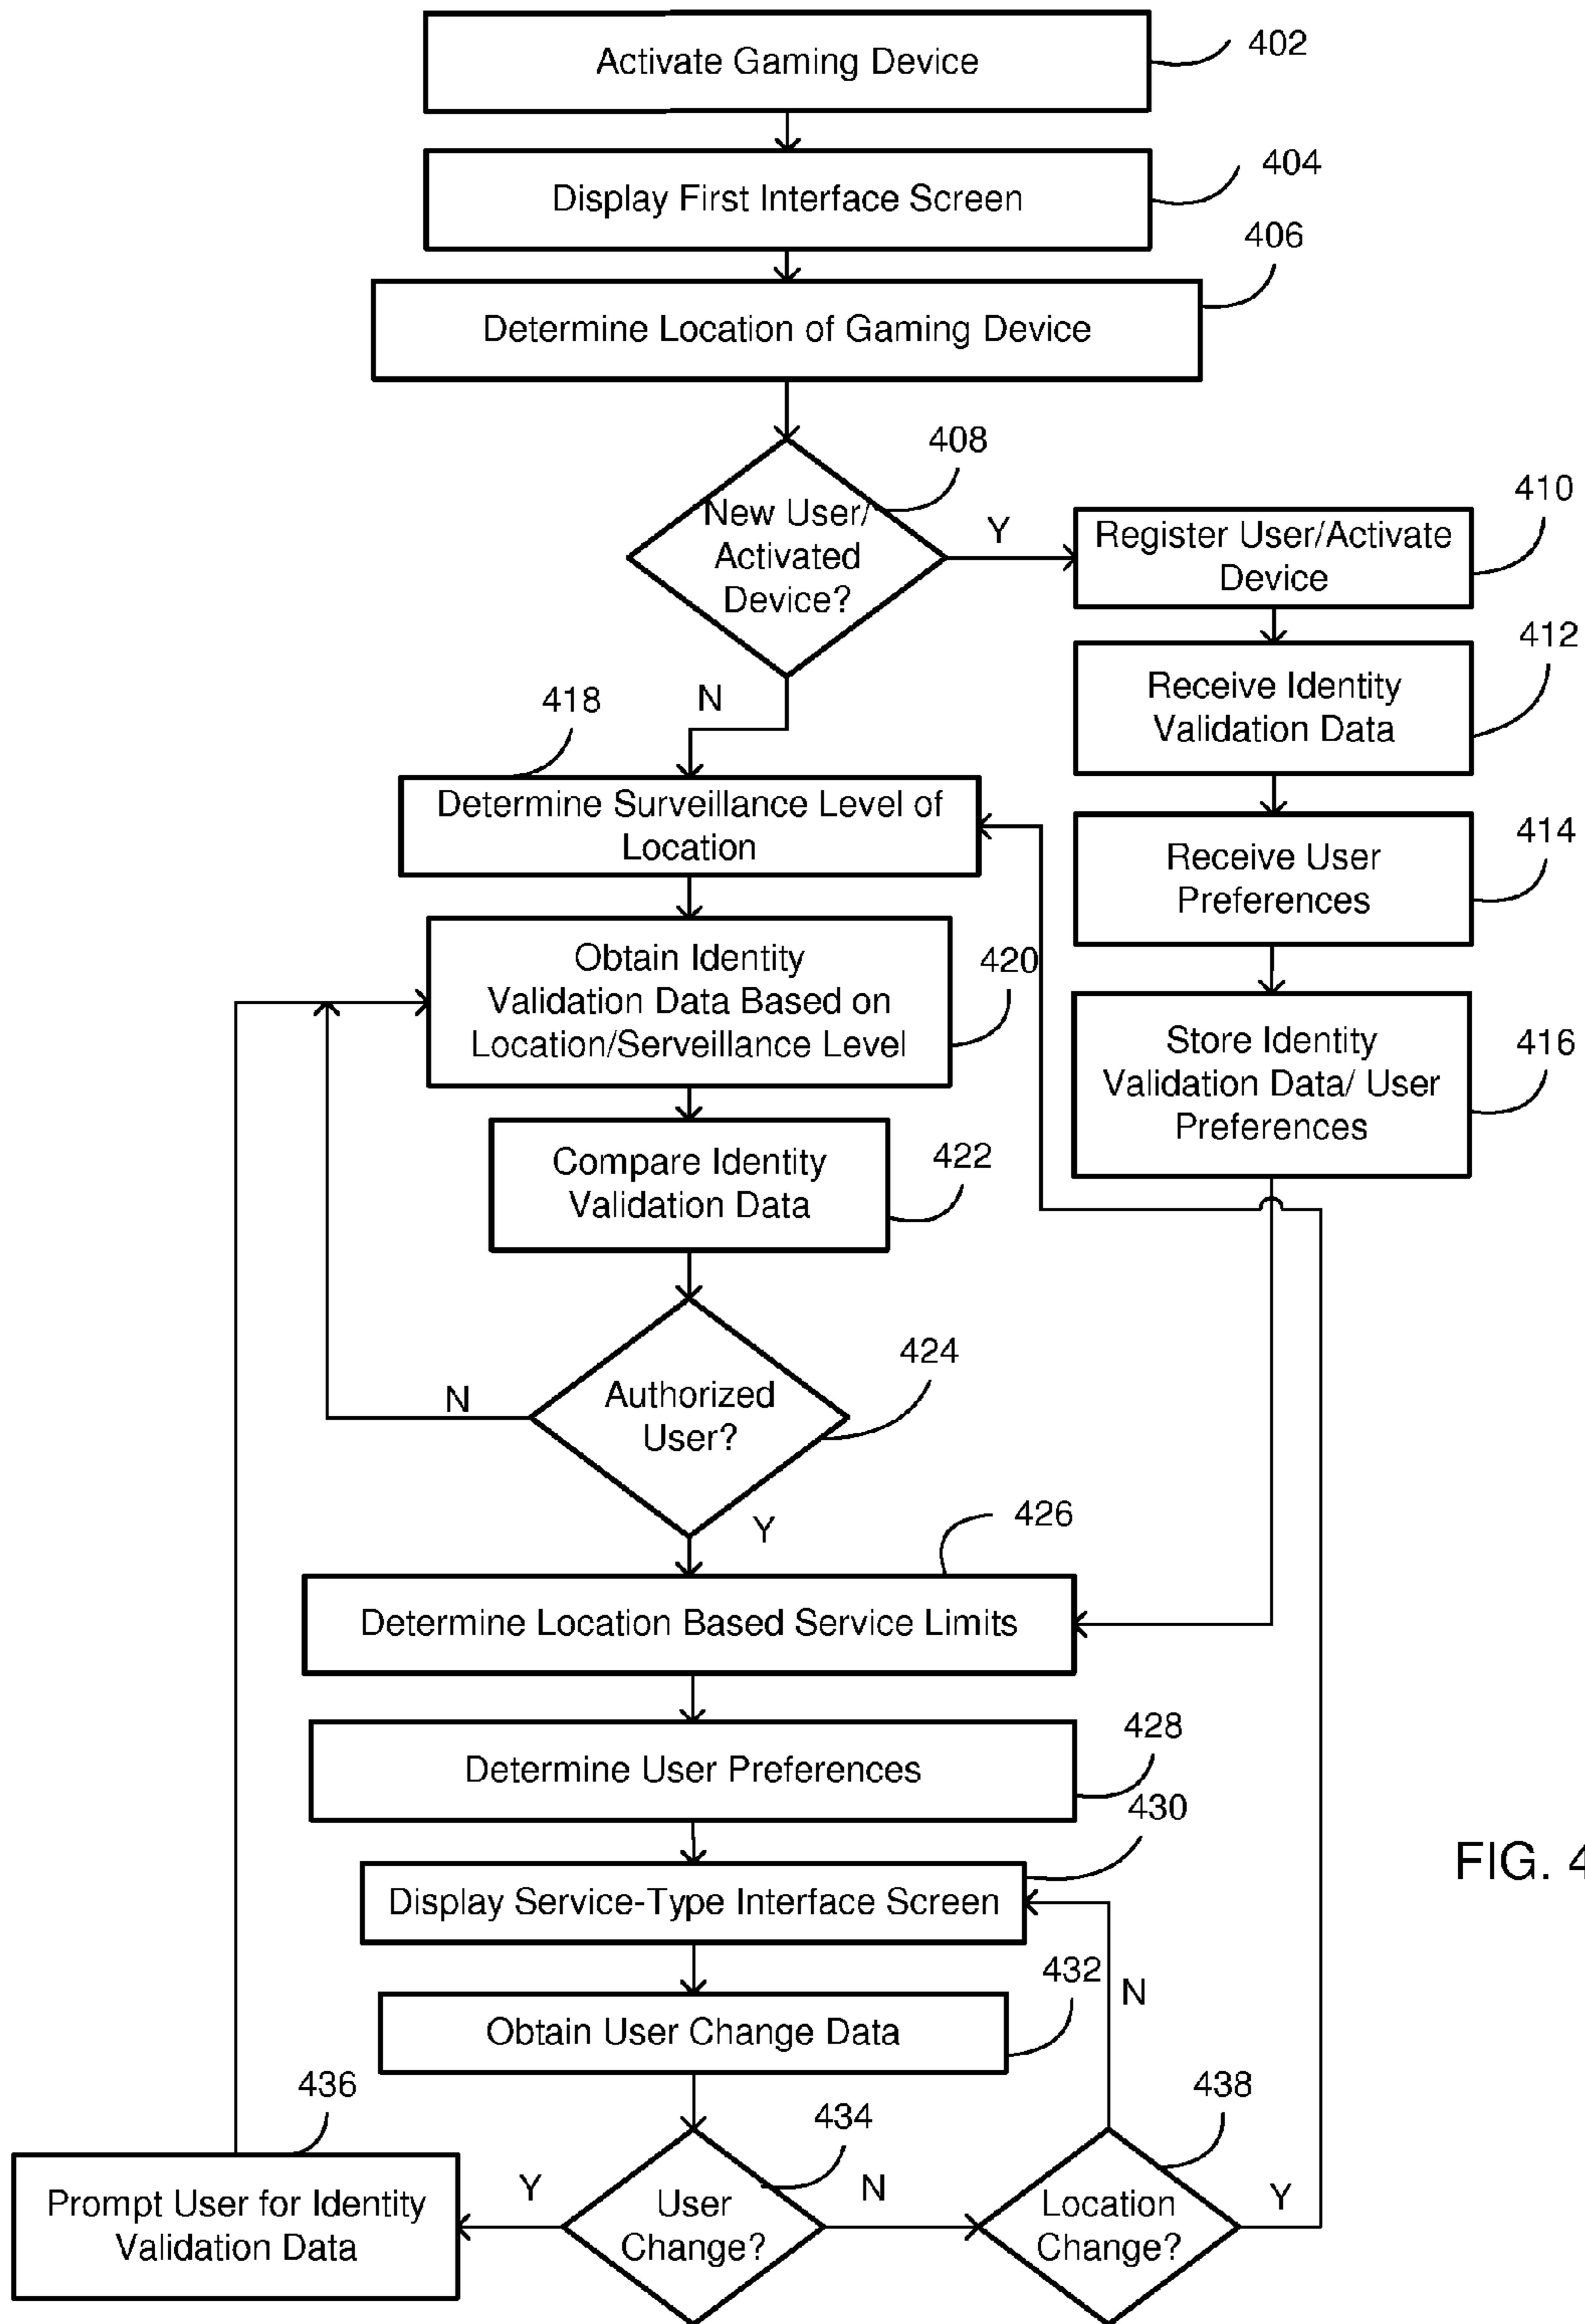 Activate Gaming Device
402
Display First Interface Screen
404
406
Determine Location of Gaming Device
408
New User/
Activated
Device?
Y
N
410
Register User/Activate
Device
412
Receive Identity
Validation Data
414
Receive User
Preferences
416
Store Identity
Validation Data/ User
Preferences
418
Determine Surveillance Level of
Location
420
Obtain Identity
Validation Data Based on
Location/Serveillance Level
422
Compare Identity
Validation Data
424
Authorized
User?
N
Y
426
Determine Location Based Service Limits
428
Determine User Preferences
430
Display Service-Type Interface Screen
432
Obtain User Change Data
N
434
User
Change?
Y
N
436
Prompt User for Identity
Validation Data
438
Location
Change?
Y
FIG. 4